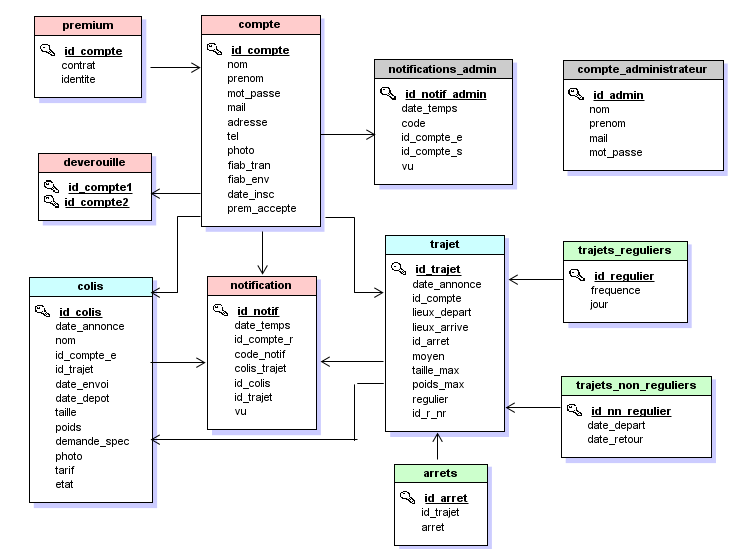 premium
id_compte
contrat
identite
compte
id_compte
nom
prenom
mot_passe
mail
adresse
tel
photo
fiab_tran
fiab_env
date_insc
prem_accepte
notifications_admin
id_notif_admin
date_temps
code
id_compte_e
id_compte_s
vu
compte_administrateur
id_admin
nom
prenom
mail
mot_passe
deverouille
id_compte1
id_compte2
colis
id_colis
date_annonce
nom
id_compte_e
id_trajet
date_envoi
date_depot
taille
poids
demande_spec
photo
tarif
etat
notification
id_notif
date_temps
id_compte_r
code_notif
colis_trajet
id_colis
id_trajet
vu
trajet
id_trajet
date_annonce
id_compte
lieux_depart
lieux_arrive
id_arret
moyen
taille_max
poids_max
regulier
id_r_nr
trajets_reguliers
id_regulier
frequence
jour
trajets_non_reguliers
id_nn_regulier
date_depart
date_retour
arrets
id_arret
id_trajet
arret